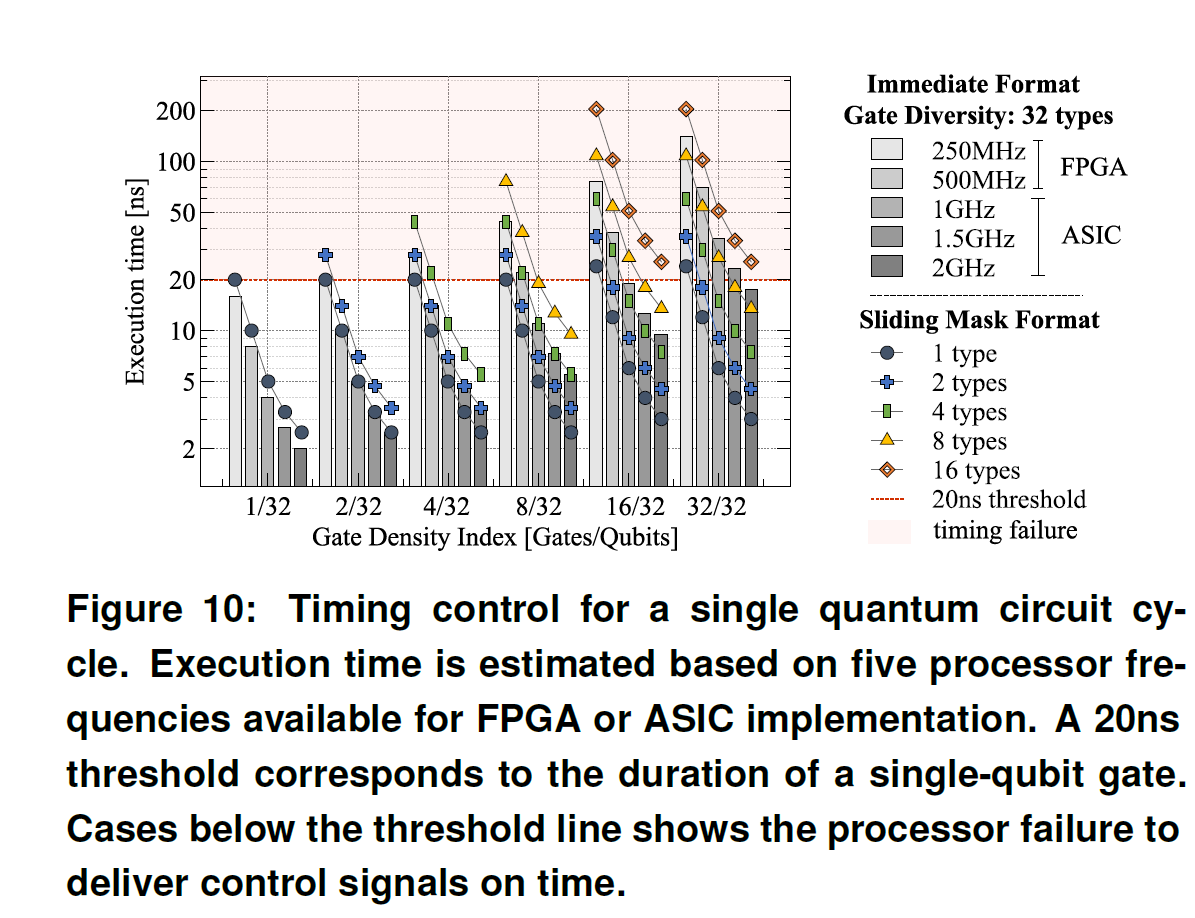 Immediate Format
Gate Diversity: 32 types
250MHz
500MHz
FPGA
1GHz
1.5GHz
2GHz
ASIC
Sliding Mask Format
1 type
2 types
4 types
8 types
16 types
20ns threshold
timing failure
Execution time [ns]
200
100
50
20
10
5
2
1/32 2/32 4/32 8/32 16/32 32/32
Gate Density Index [Gates/Qubits]
Figure 10: Timing control for a single quantum circuit cy-
cle. Execution time is estimated based on five processor fre-
quencies available for FPGA or ASIC implementation. A 20ns
threshold corresponds to the duration of a single-qubit gate.
Cases below the threshold line shows the processor failure to
deliver control signals on time.